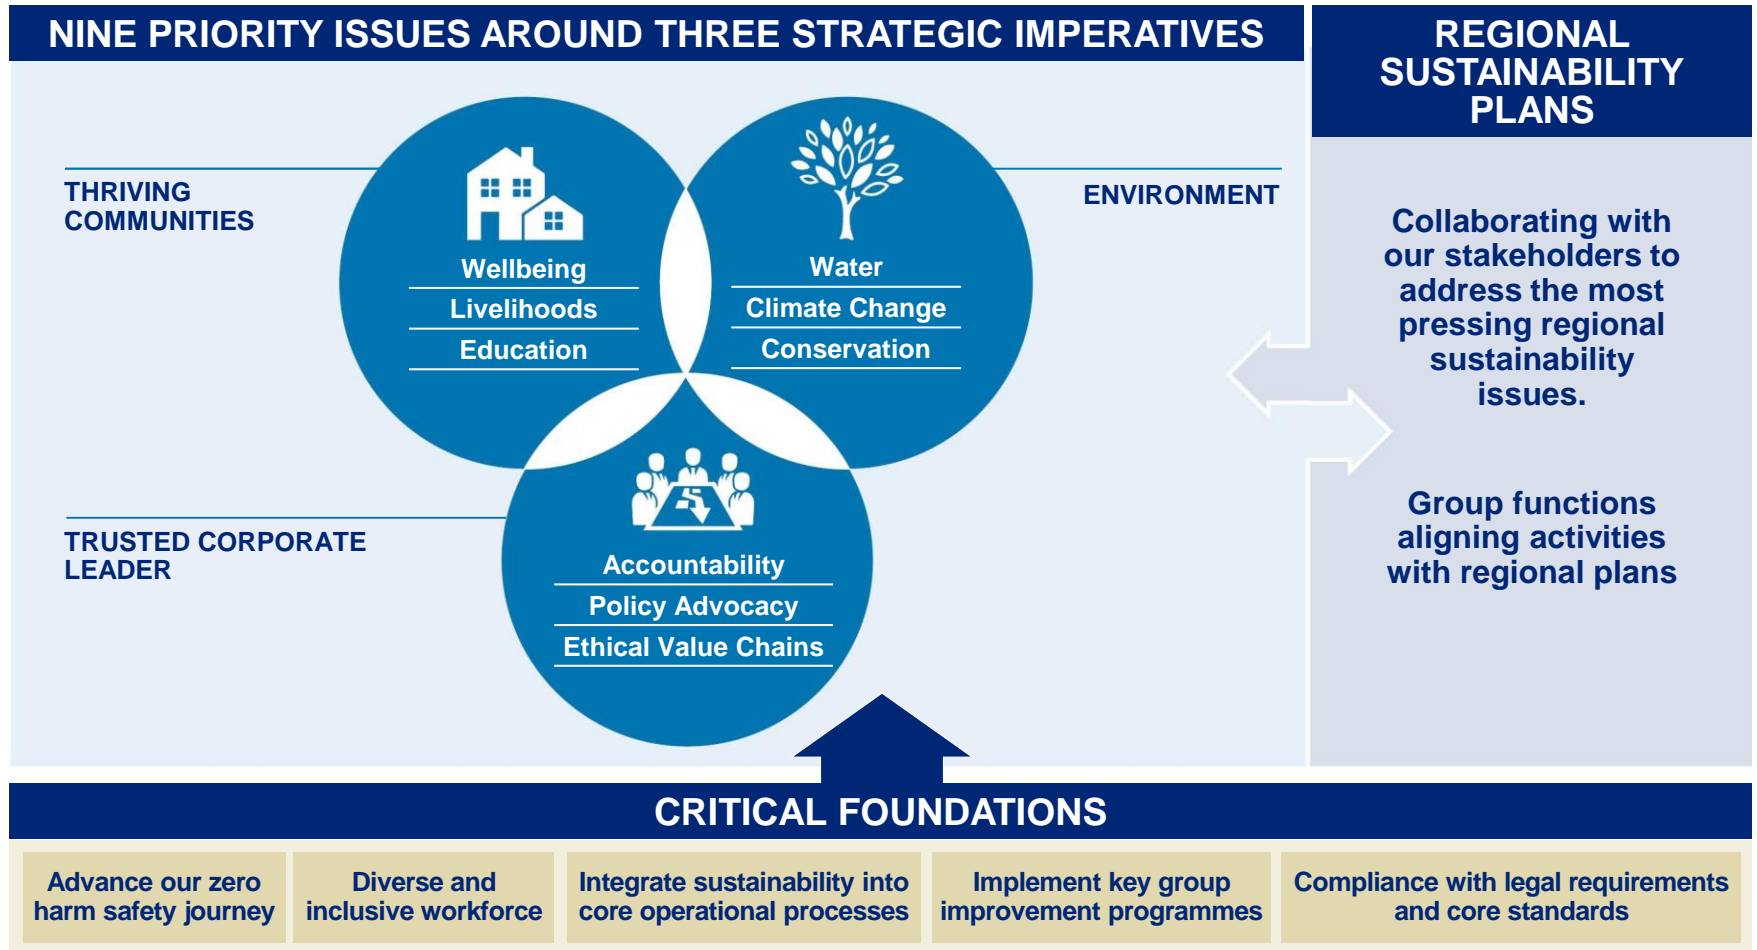 NINE PRIORITY ISSUES AROUND THREE STRATEGIC IMPERATIVES
THRIVING
COMMUNITIES
Wellbeing
Livelihoods
Education
ENVIRONMENT
Water
Climate Change
Conservation
TRUSTED CORPORATE
LEADER
Accountability
Policy Advocacy
Ethical Value Chains
REGIONAL
SUSTAINABILITY
PLANS
Collaborating with
our stakeholders to
address the most
pressing regional
sustainability
issues.
Group functions
aligning activities
with regional plans
CRITICAL FOUNDATIONS
Advance our zero
harm safety journey
Diverse and
inclusive workforce
Integrate sustainability into
core operational processes
Implement key group
improvement programmes
Compliance with legal requirements
and core standards